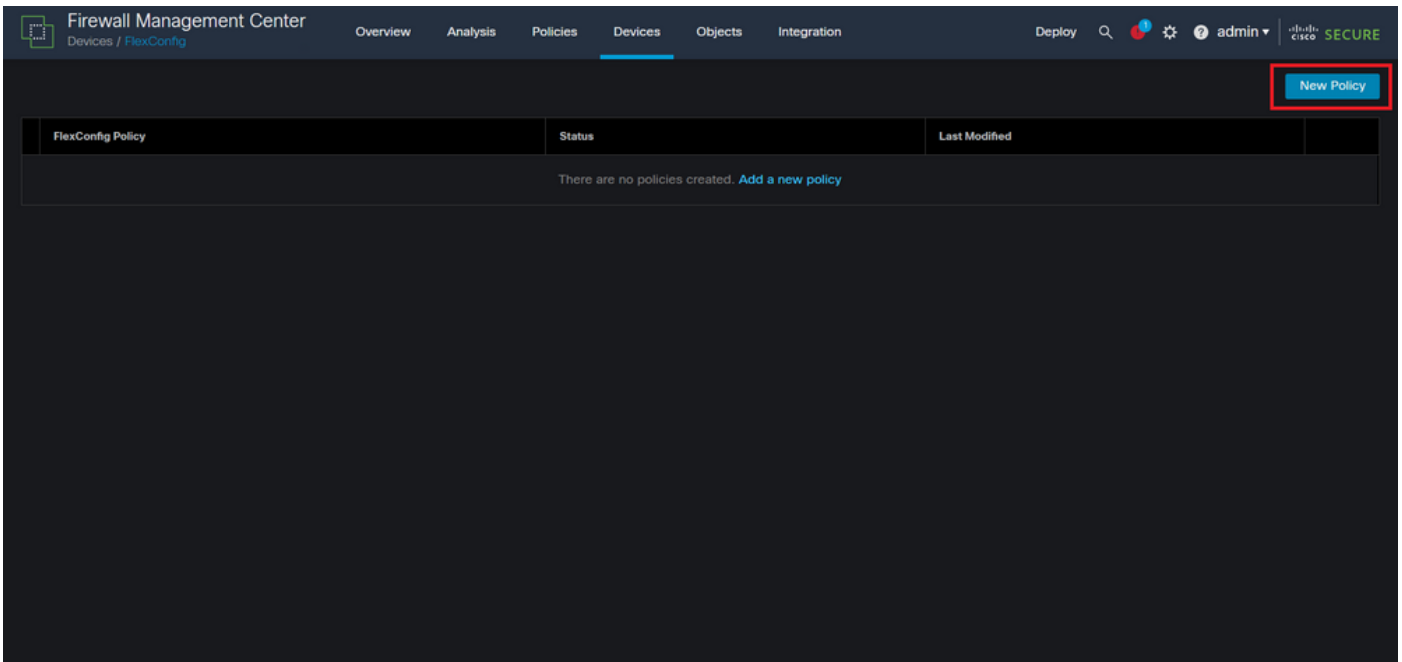 Firewall Management Center
Devices / FlexConfig
Overview Analysis Policies Devices Objects Integration Deploy 1 ? admin cisco SECURE
New Policy
FlexConfig Policy Status Last Modified
There are no policies created. Add a new policy